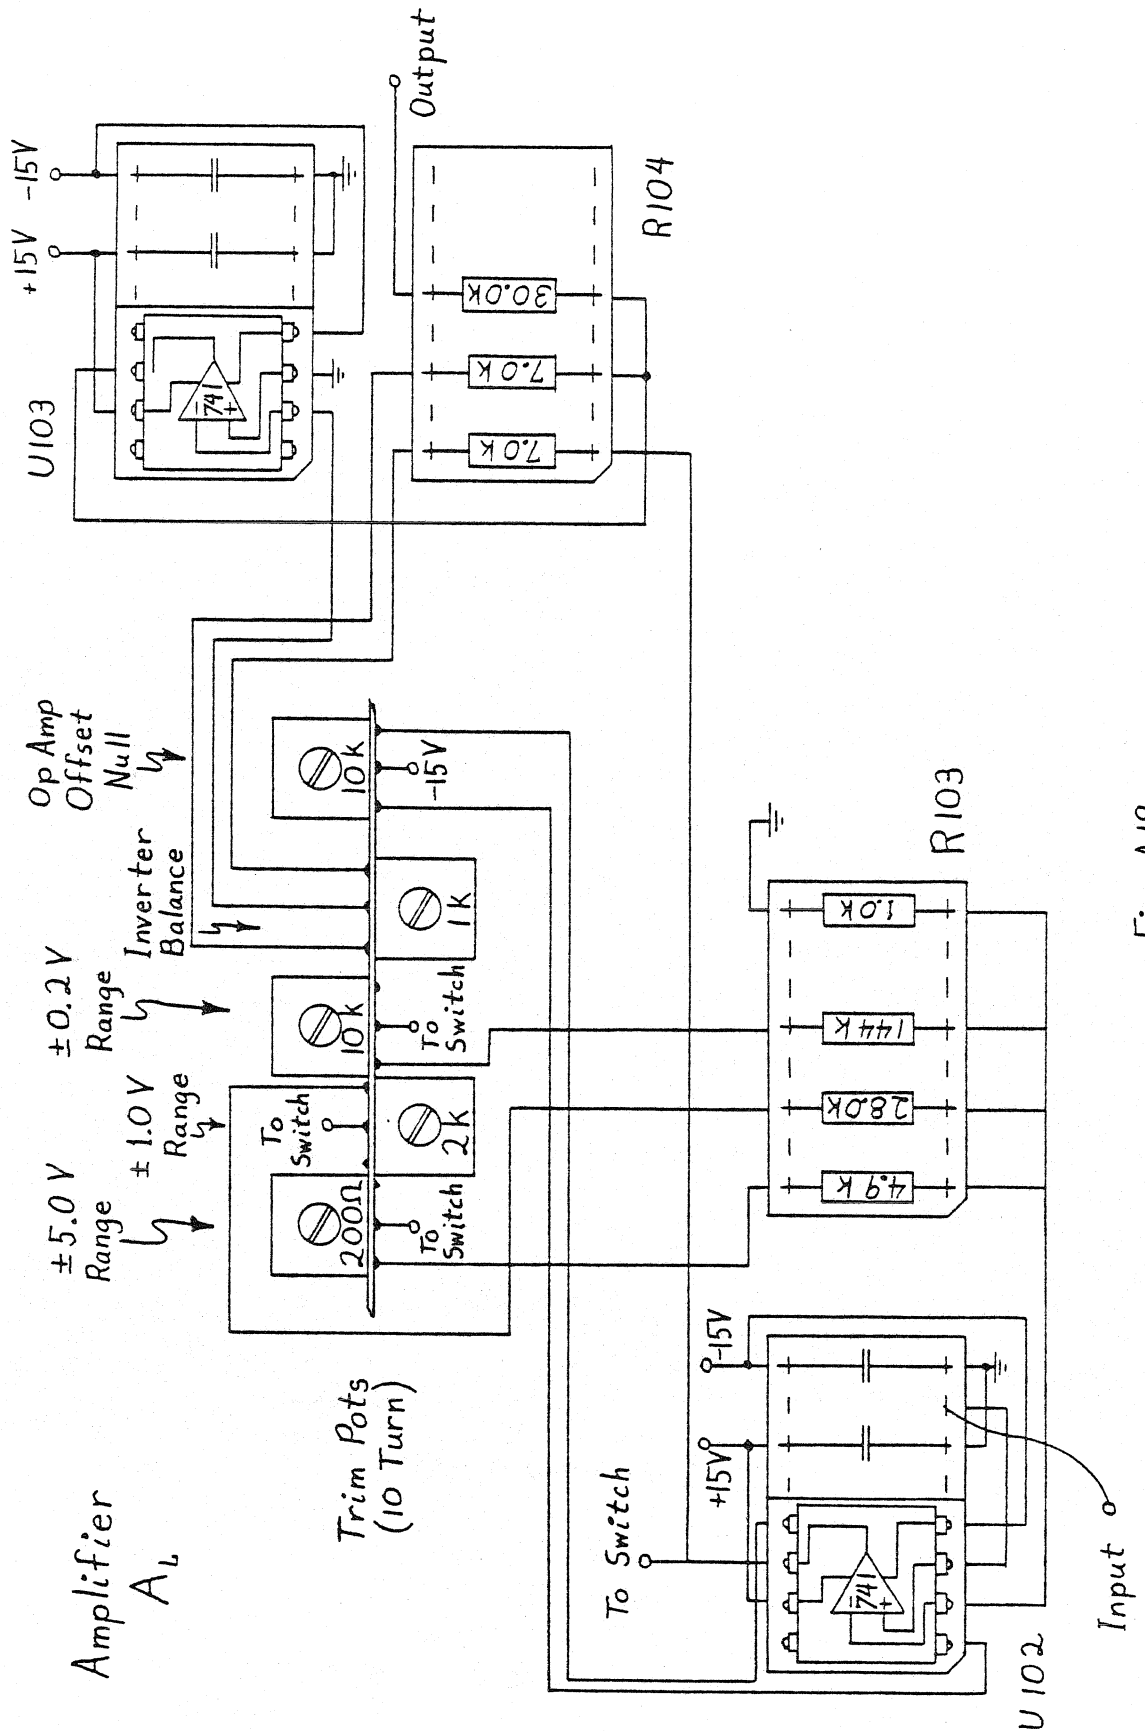 Amplifier
A_L
Trim Pots
(10 Turn)
±5.0 V
Range
±1.0 V
Range
±0.2 V
Range
Inverter
Balance
Op Amp
Offset
Null
200Ω
To
Switch
2K
To
Switch
10K
To
Switch
1K
10K
-15V
U103
+15V
-15V
741
-
+
R104
7.0K
7.0K
30.0K
Output
To Switch
+15V
-15V
U102
741
-
+
Input
R103
4.9K
28.0K
144K
1.0K